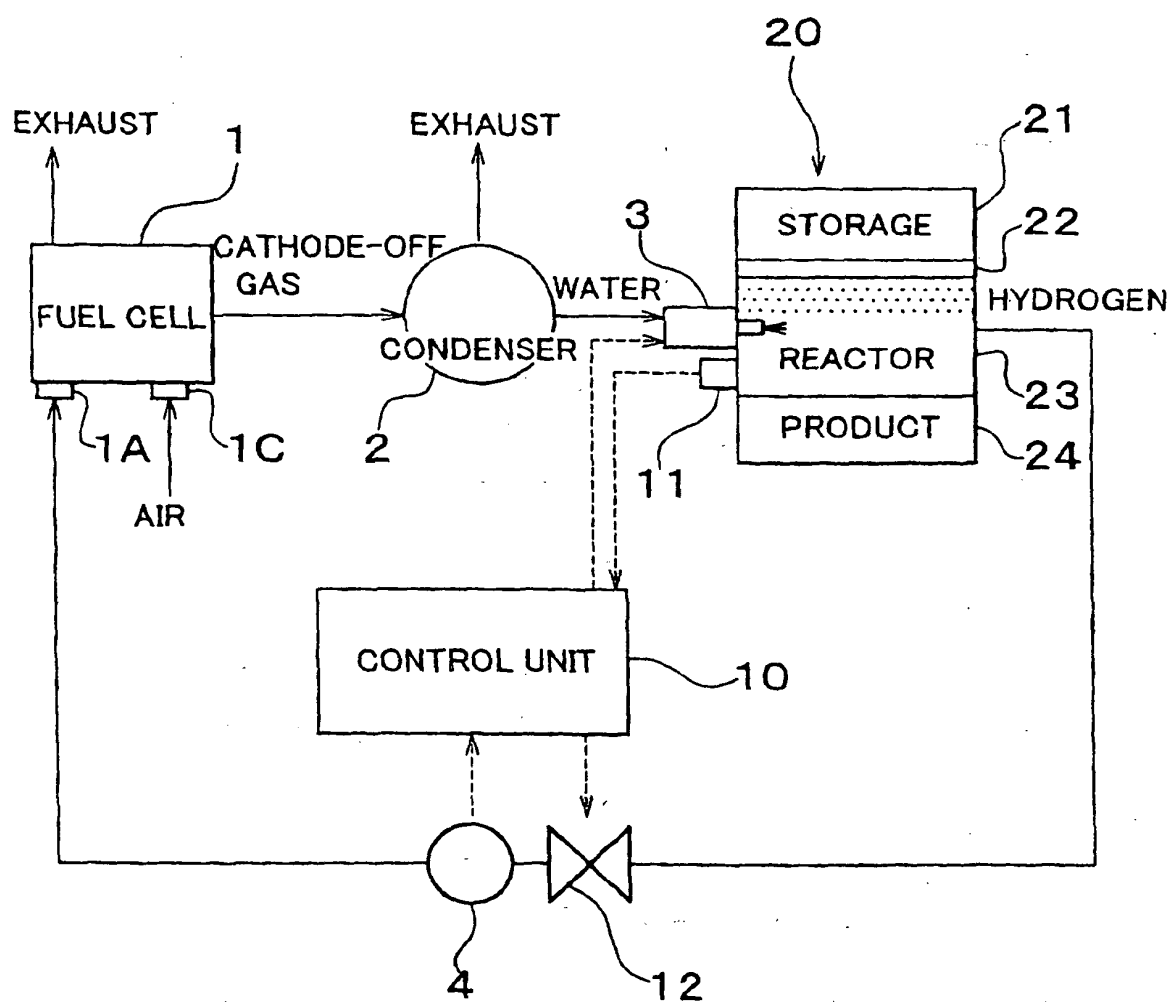 20
EXHAUST
1
EXHAUST
21
3
STORAGE
22
CATHODE-OFF
GAS
WATER
HYDROGEN
FUEL CELL
CONDENSER
REACTOR
23
1A
1C
2
PRODUCT
24
11
AIR
CONTROL UNIT
10
4
12